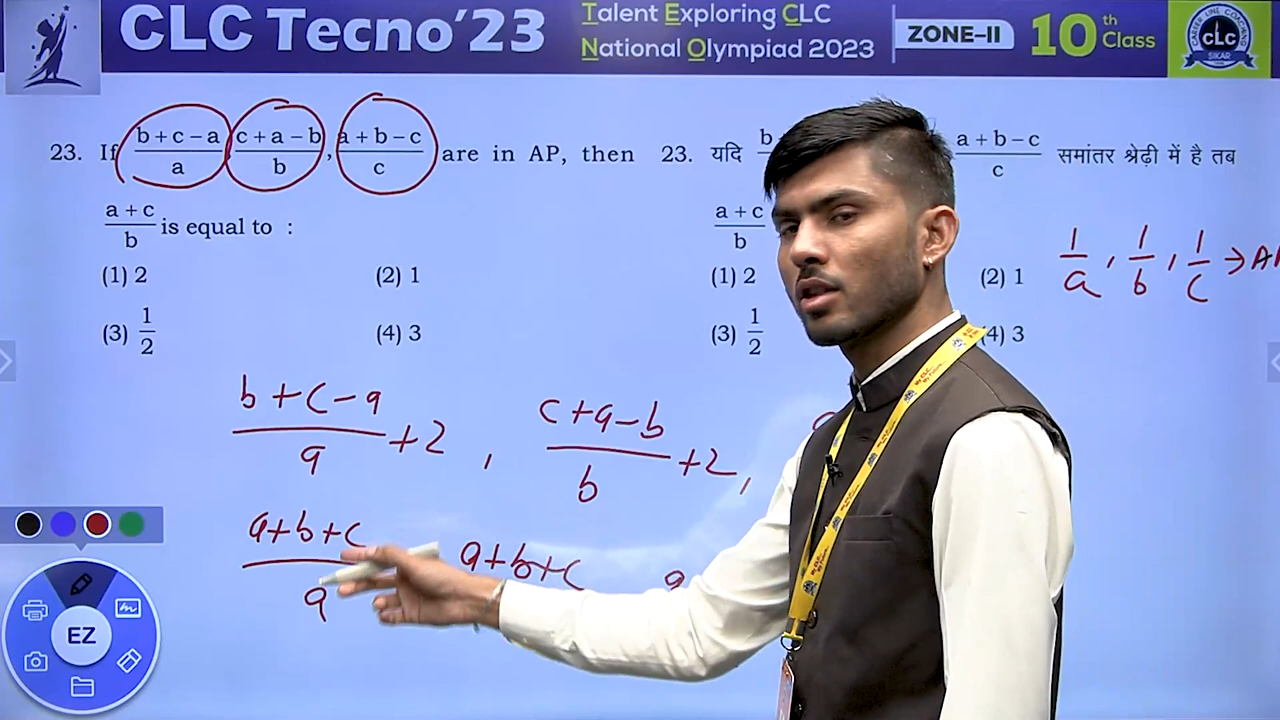 CLC Tecno'23
Talent Exploring CLC
National Olympiad 2023
ZONE-II
10th Class
CAREER LINE COACHING
CLC
SIKAR
23. If (b+c−a)/a, (c+a−b)/b, (a+b−c)/c are in AP, then
(a+c)/b is equal to :
(1) 2 (2) 1
(3) 1/2 (4) 3
23. यदि b (a+b−c)/c समांतर श्रेढ़ी में है तब
(a+c)/b
(1) 2 (2) 1
(3) 1/2 (4) 3
1/a, 1/b, 1/c → A
(b+c−a)/a +2, (c+a−b)/b +2,
(a+b+c)/a a+b+c
EZ